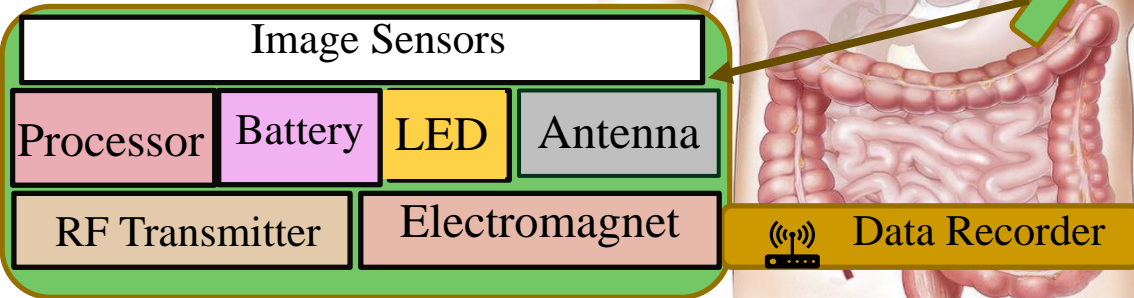 Image Sensors
Processor Battery LED Antenna
RF Transmitter Electromagnet
Data Recorder